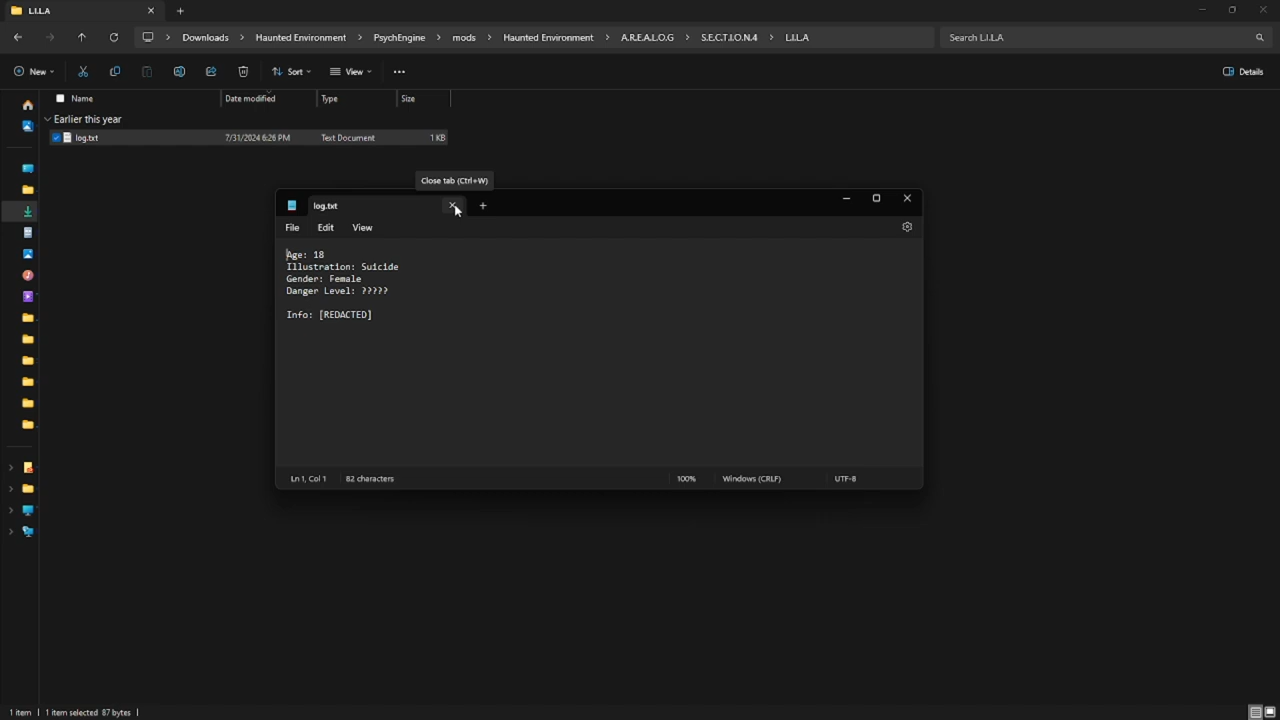 L.I.L.A
Downloads > Haunted Environment > PsychEngine > mods > Haunted Environment > A.R.E.A.L.O.G > S.E.C.T.I.O.N.4 > L.I.L.A
Search L.I.L.A
New
Sort
View
Details
Name Date modified Type Size
Earlier this year
log.txt 7/31/2024 6:26 PM Text Document 1 KB
Close tab (Ctrl+W)
log.txt
File Edit View
Age: 18
Illustration: Suicide
Gender: Female
Danger Level: ?????
Info: [REDACTED]
Ln 1, Col 1 82 characters 100% Windows (CRLF) UTF-8
1 item 1 item selected 87 bytes